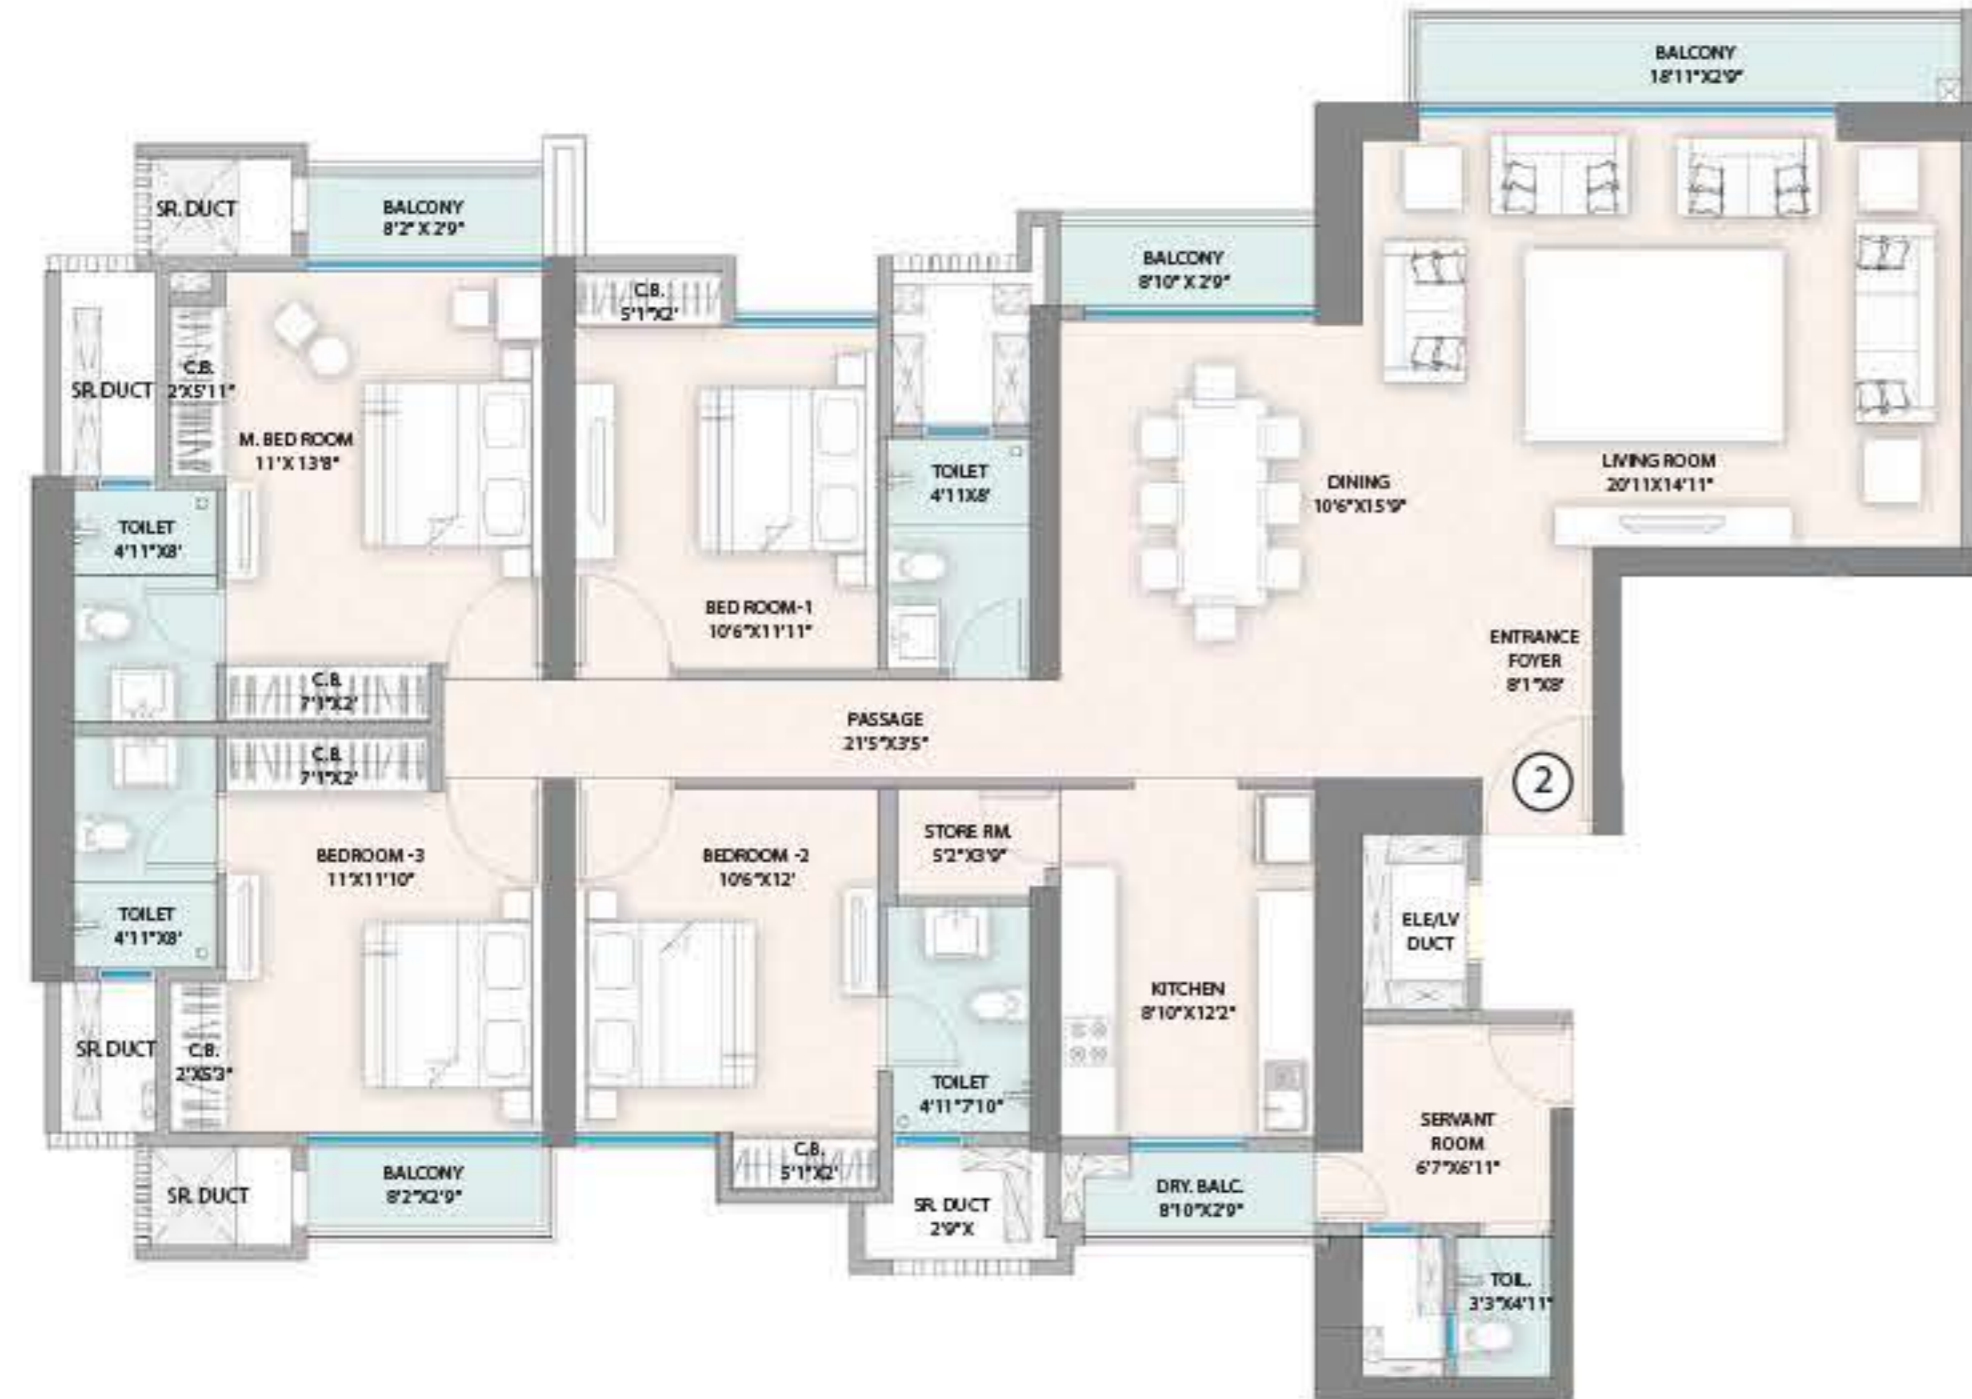 BALCONY
18'11"X2'9"
SR. DUCT
BALCONY
8'2" X 2'9"
BALCONY
8'10" X 2'9"
C.B.
5'1"X2'
SR. DUCT
C.B.
2'X5'11"
M. BED ROOM
11'X 13'8"
TOILET
4'11"X8'
TOILET
4'11X8'
DINING
10'6"X15'9"
LIVING ROOM
20'11X14'11"
BED ROOM-1
10'6"X11'11"
ENTRANCE
FOYER
8'1"X8'
C.B.
7'1"X2'
PASSAGE
21'5"X3'5"
C.B.
7'1"X2'
2
BEDROOM -3
11'X11'10"
BEDROOM -2
10'6"X12'
STORE RM.
5'2"X3'9"
TOILET
4'11"X8'
ELE/LV
DUCT
KITCHEN
8'10"X12'2"
SR. DUCT
C.B.
2'X5'3"
TOILET
4'11"7'10"
SERVANT
ROOM
6'7"X6'11"
BALCONY
8'2"X2'9"
SR. DUCT
C.B.
5'1"X2'
SR. DUCT
2'9"X
DRY. BALC.
8'10"X2'9"
TOIL.
3'3"X4'11"